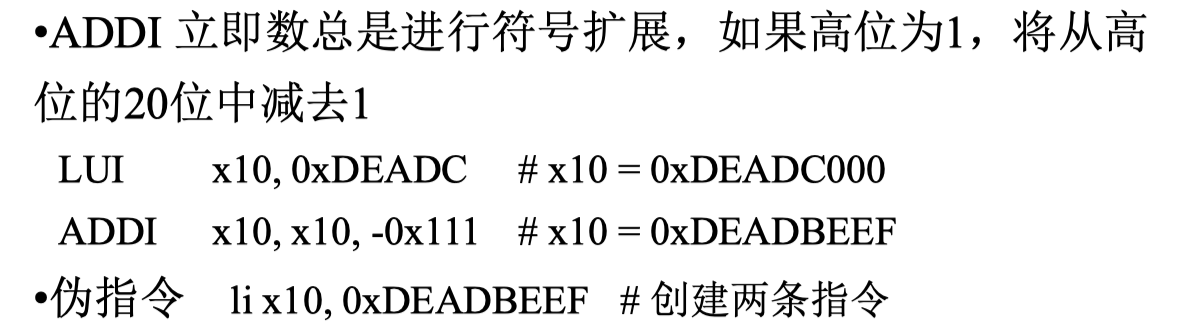 •ADDI 立即数总是进行符号扩展，如果高位为1，将从高
位的20位中减去1
LUI x10, 0xDEADC # x10 = 0xDEADC000
ADDI x10, x10, -0x111 # x10 = 0xDEADBEEF
•伪指令 li x10, 0xDEADBEEF # 创建两条指令